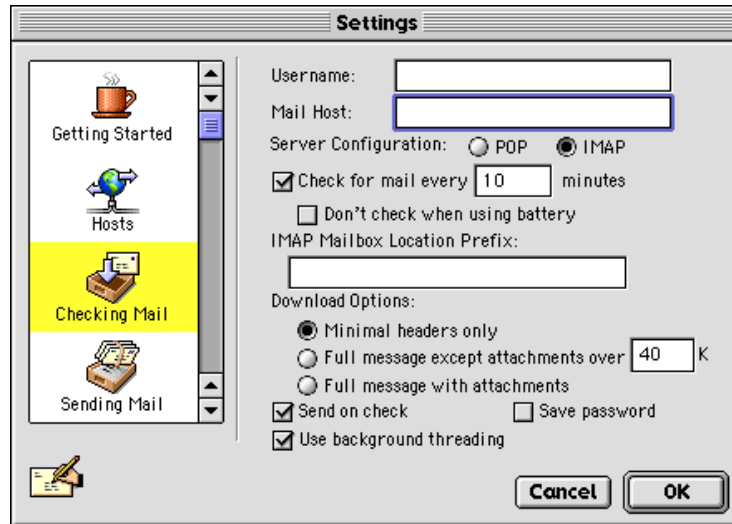 Settings
Getting Started
Hosts
Checking Mail
Sending Mail
Username:
Mail Host:
Server Configuration: POP IMAP
Check for mail every 10 minutes
Don't check when using battery
IMAP Mailbox Location Prefix:
Download Options:
Minimal headers only
Full message except attachments over 40 K
Full message with attachments
Send on check Save password
Use background threading
Cancel OK